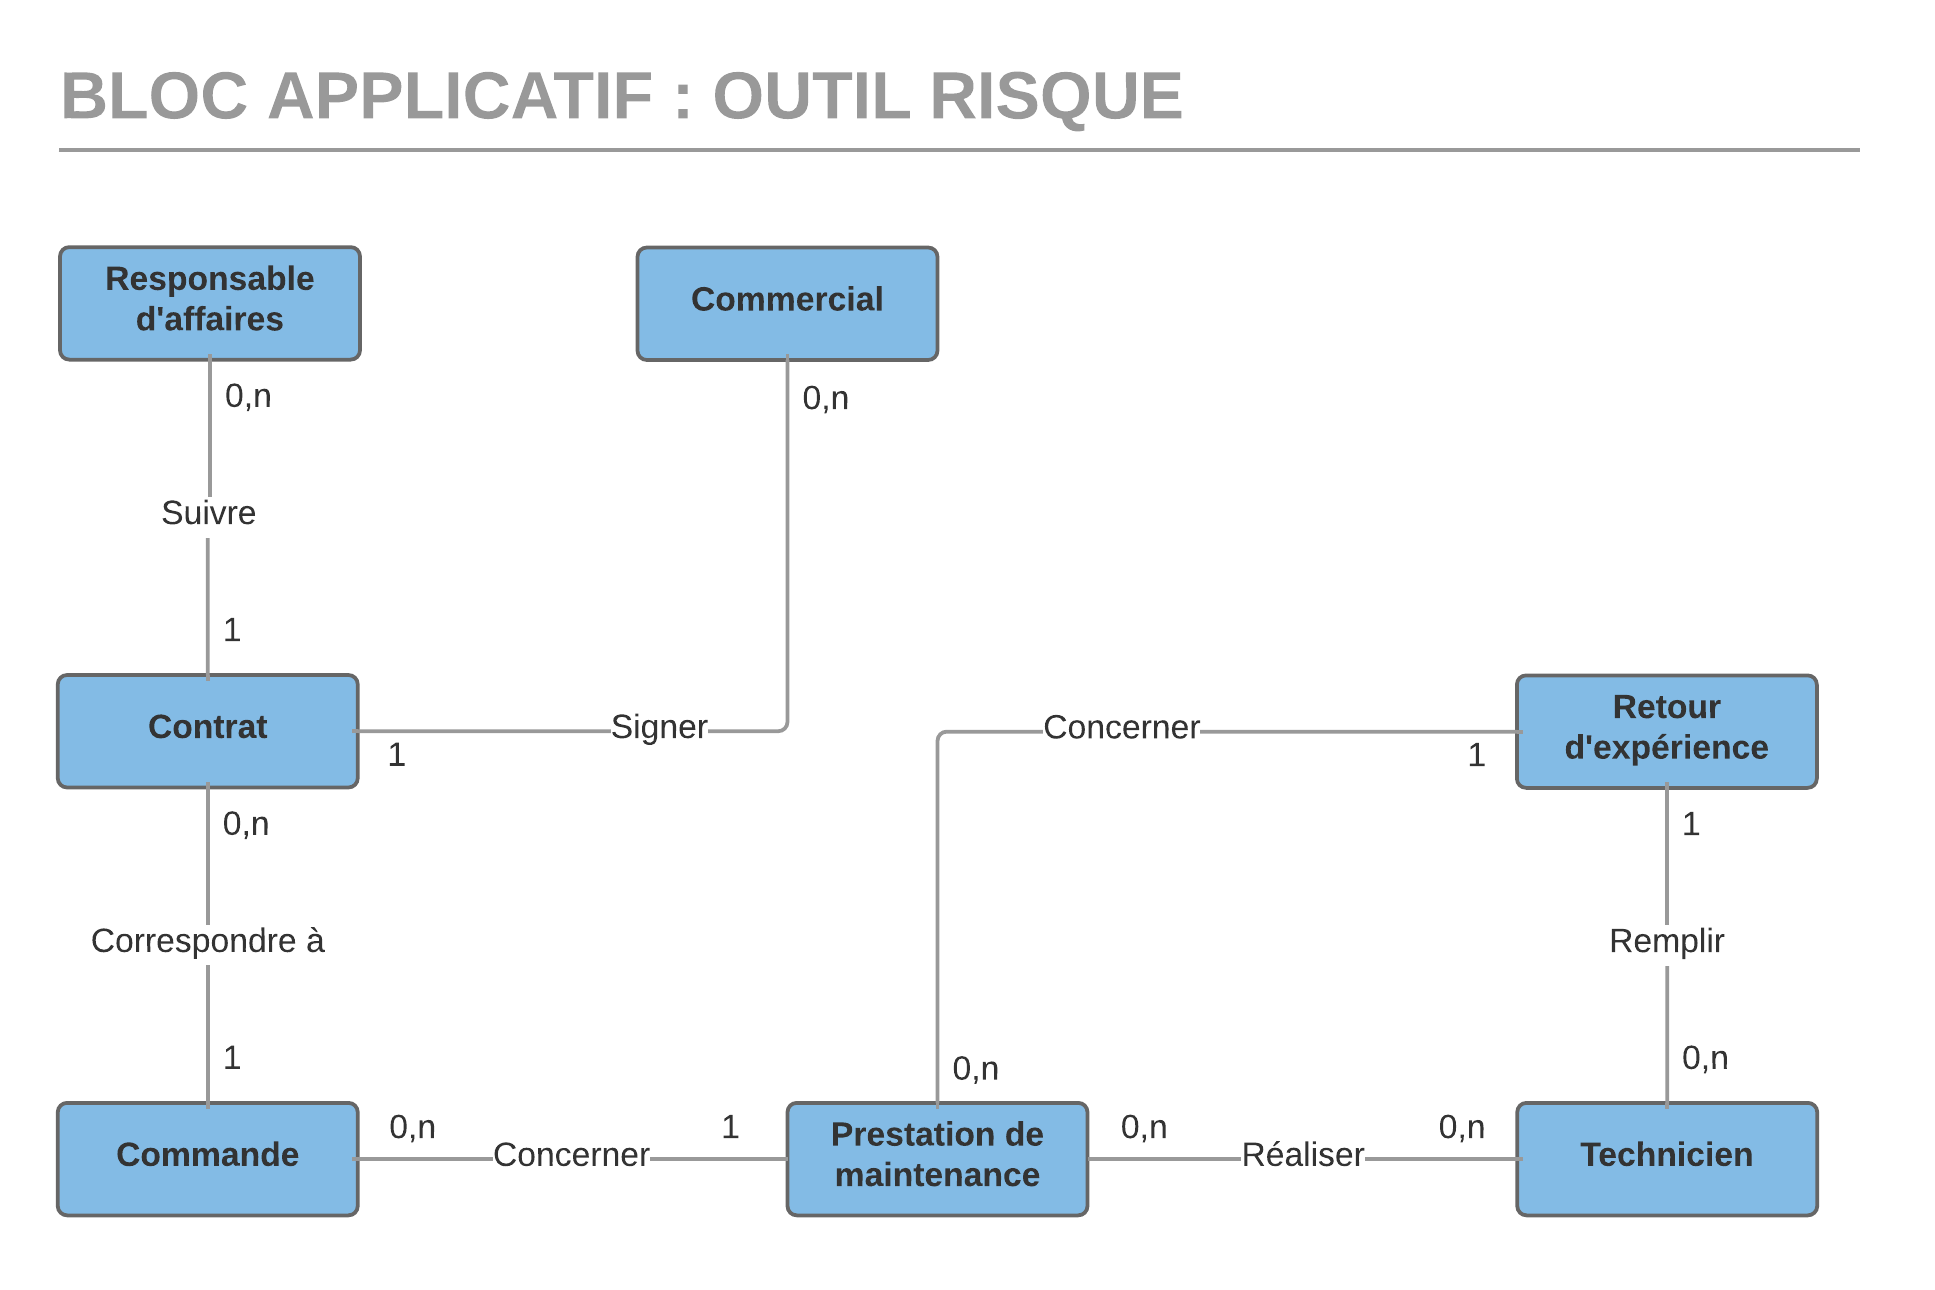 BLOC APPLICATIF : OUTIL RISQUE
Responsable
d'affaires
Commercial
0,n
0,n
Suivre
1
Contrat
1
Signer
Concerner
1
Retour
d'expérience
0,n
1
Correspondre à
Remplir
1
0,n
0,n
Commande
0,n
Concerner
1
Prestation de
maintenance
0,n
Réaliser
0,n
Technicien